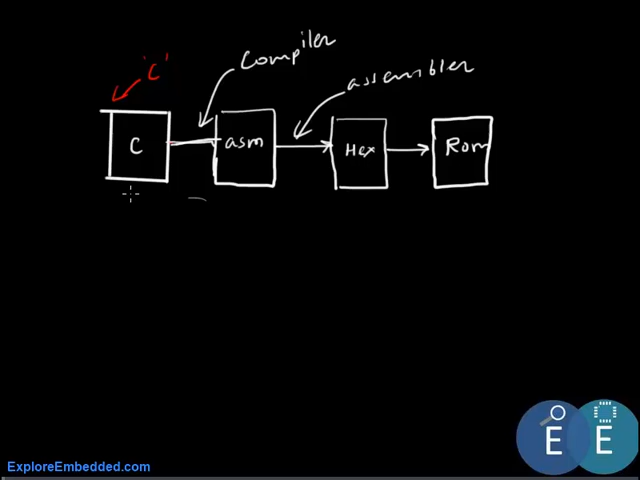 'C'
compiler
assembler
C
asm
Hex
Rom
E E
ExploreEmbedded.com